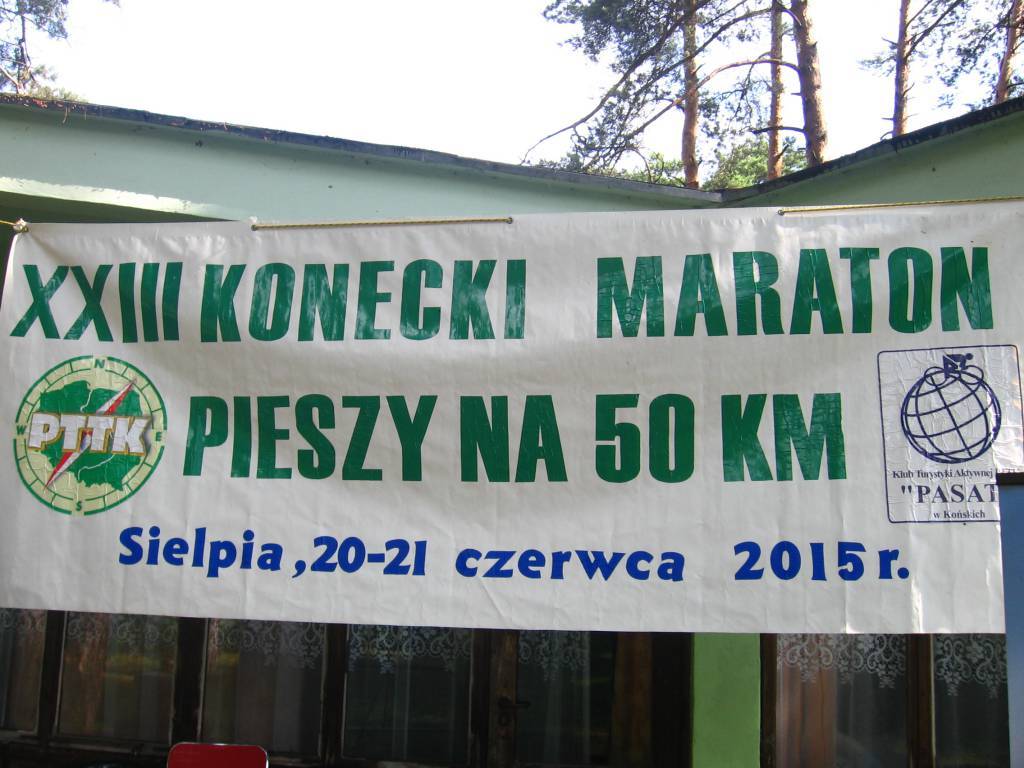 XXIII KONECKI MARATON
PIESZY NA 50 KM
Sielpia, 20-21 czerwca 2015 r.
N
W E
S
PTTK
Klub Turystyki Aktywnej
"PASAT
w Końskich